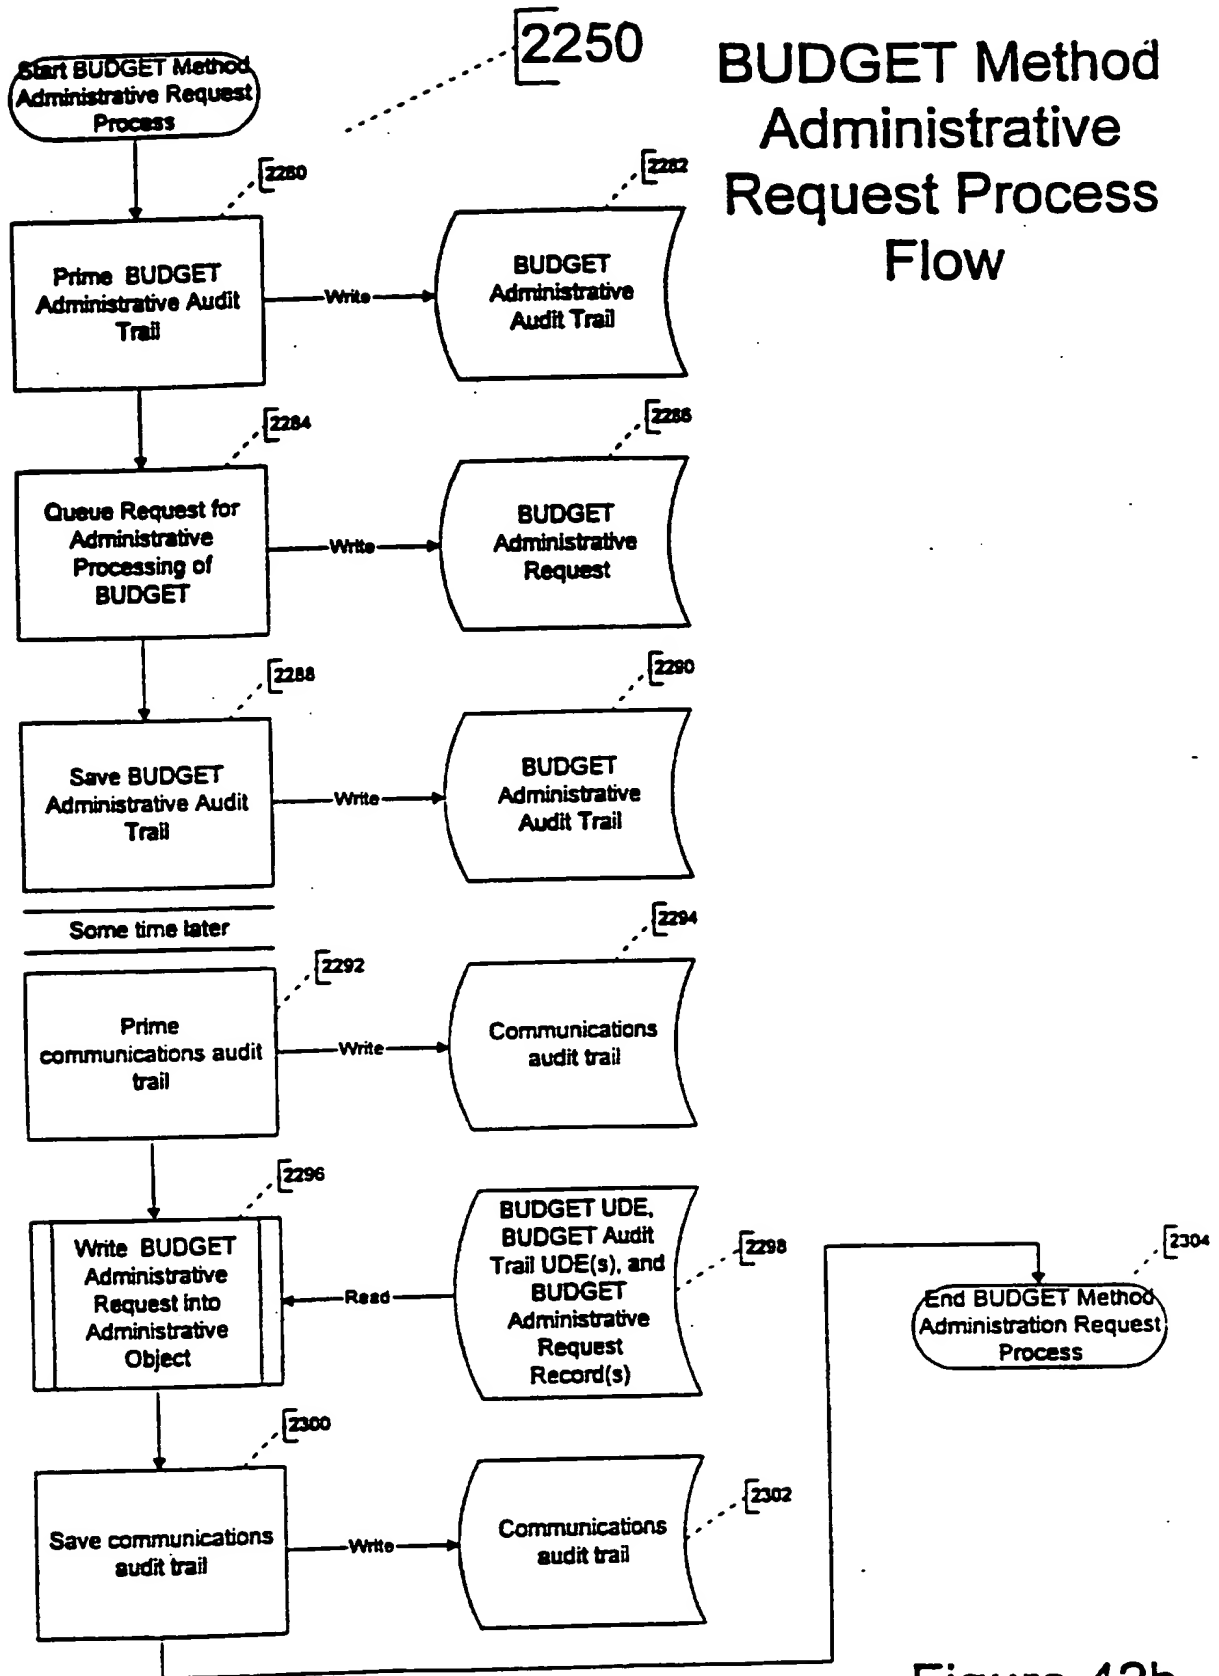 2250
BUDGET Method
Administrative
Request Process
Flow
Start BUDGET Method
Administrative Request
Process
2280
2282
Prime BUDGET
Administrative Audit
Trail
Write
BUDGET
Administrative
Audit Trail
2284
2286
Queue Request for
Administrative
Processing of
BUDGET
Write
BUDGET
Administrative
Request
2288
2290
Save BUDGET
Administrative Audit
Trail
Write
BUDGET
Administrative
Audit Trail
Some time later
2292
2294
Prime
communications audit
trail
Write
Communications
audit trail
2296
Write BUDGET
Administrative
Request into
Administrative
Object
Read
BUDGET UDE,
BUDGET Audit
Trail UDE(s), and
BUDGET
Administrative
Request
Record(s)
2298
2304
End BUDGET Method
Administration Request
Process
2300
2302
Save communications
audit trail
Write
Communications
audit trail